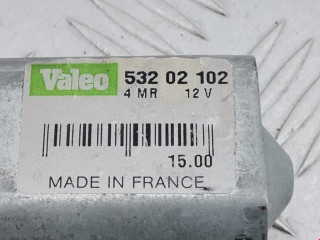 Valeo 532 02 102
4 MR 12 V
15.00
MADE IN FRANCE